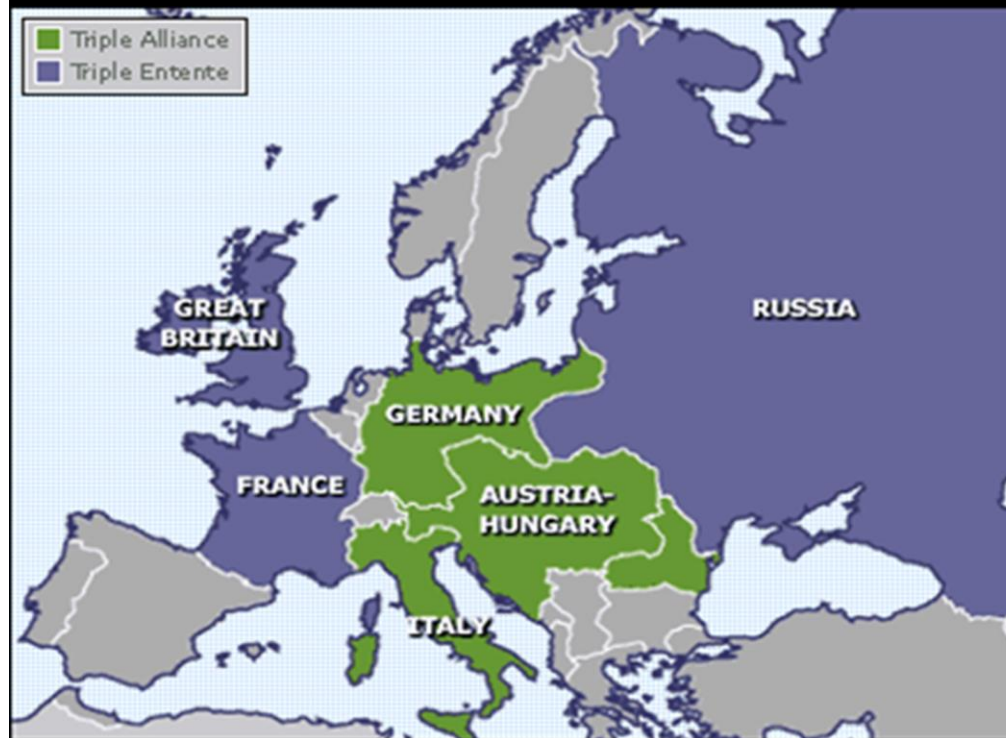 Triple Alliance
Triple Entente
GREAT
BRITAIN
RUSSIA
GERMANY
FRANCE
AUSTRIA-
HUNGARY
ITALY